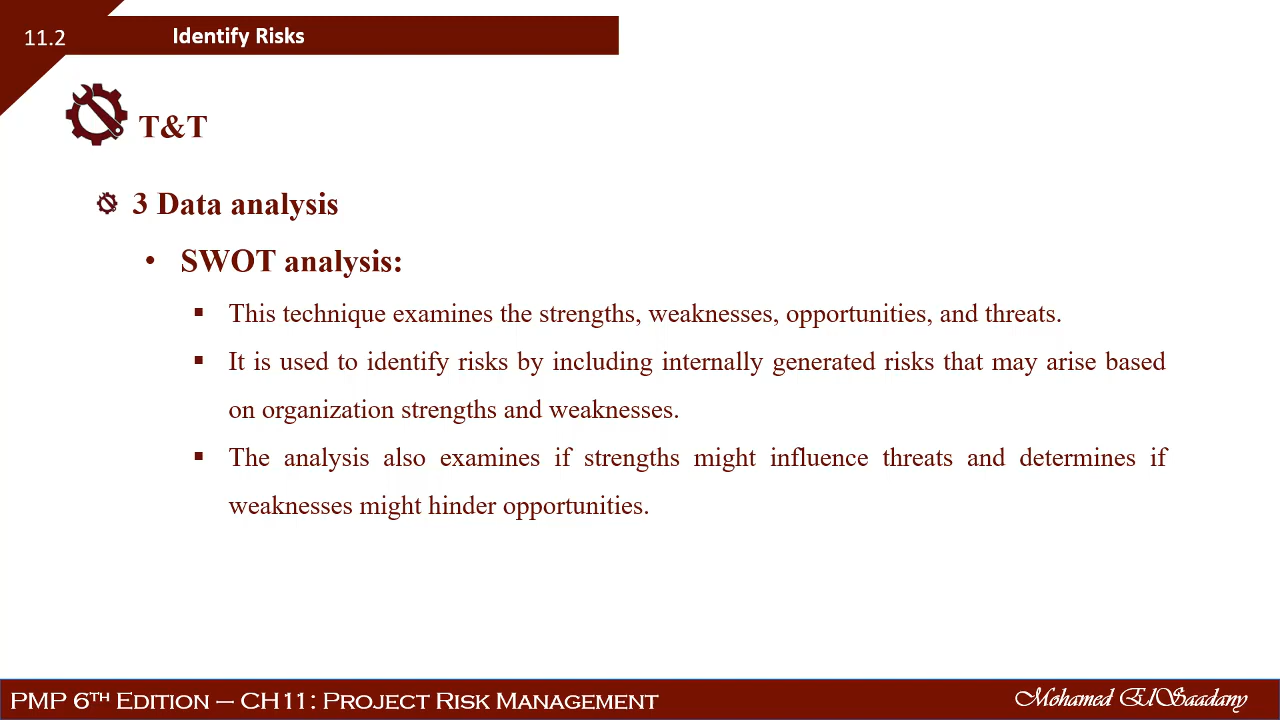 11.2
Identify Risks
T&T
3 Data analysis
• SWOT analysis:
▪ This technique examines the strengths, weaknesses, opportunities, and threats.
▪ It is used to identify risks by including internally generated risks that may arise based
on organization strengths and weaknesses.
▪ The analysis also examines if strengths might influence threats and determines if
weaknesses might hinder opportunities.
PMP 6TH Edition – CH11: Project Risk Management
Mohamed ElSaadany